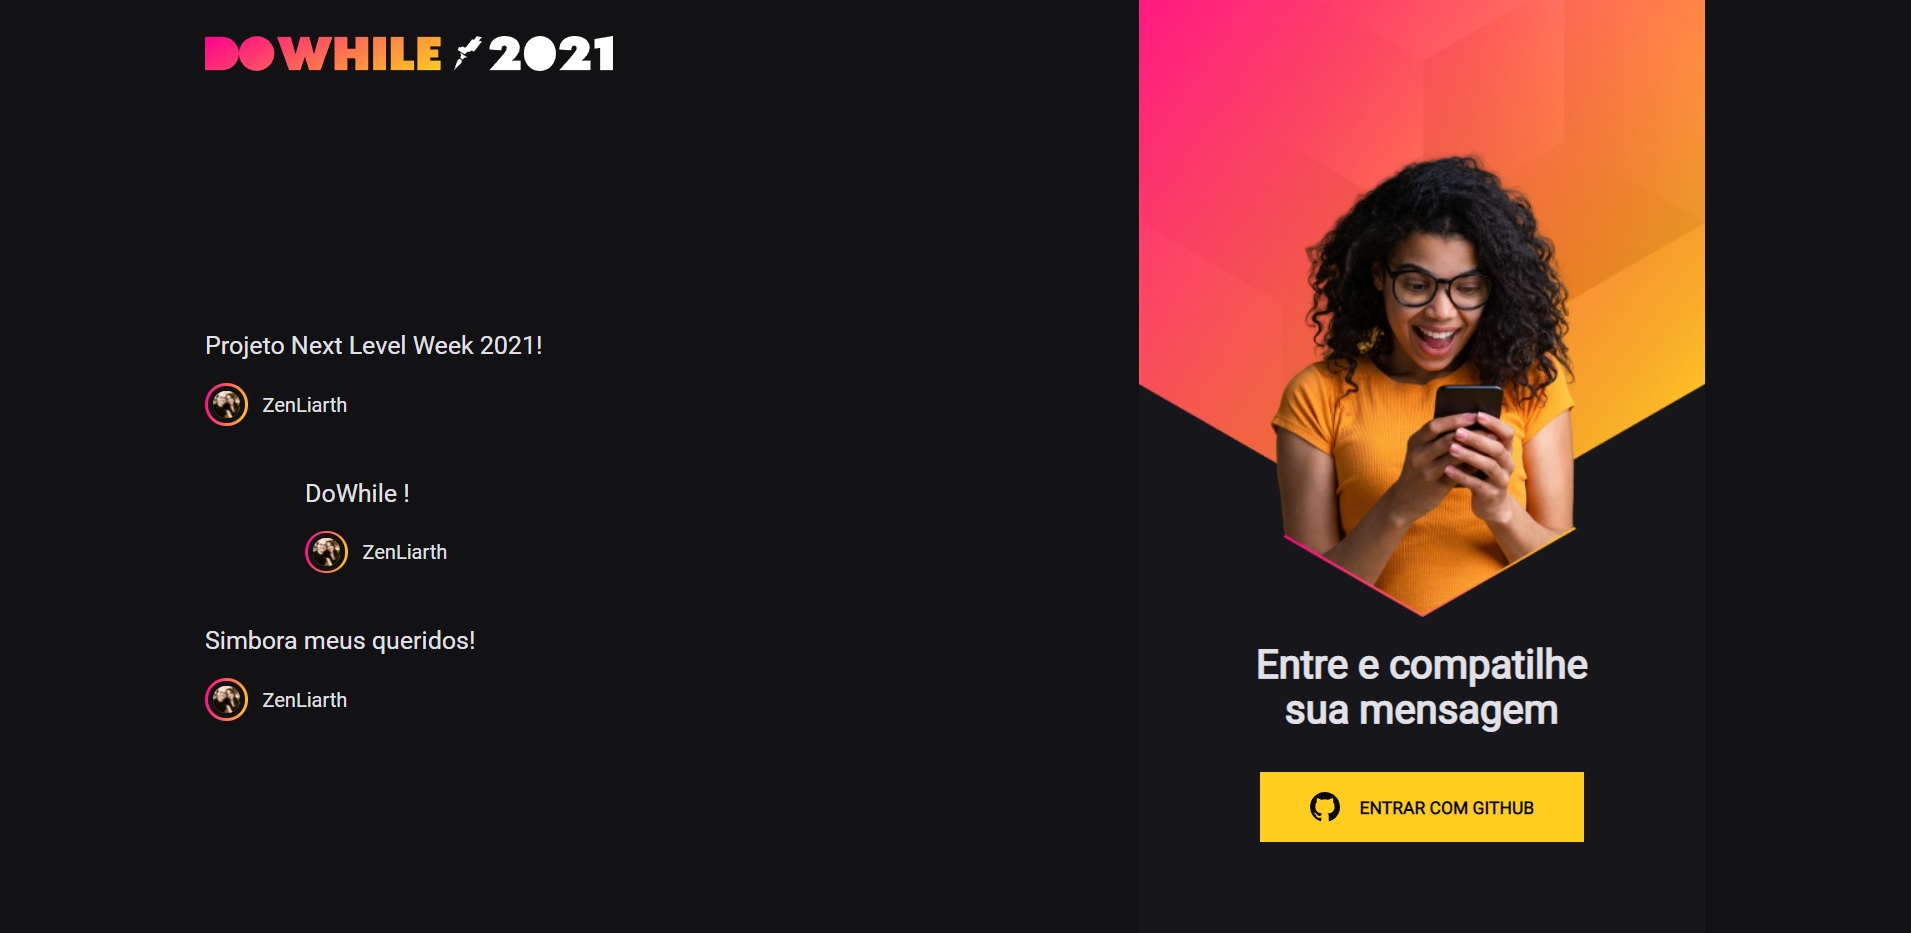 DOWHILE 2021
Projeto Next Level Week 2021!
ZenLiarth
DoWhile !
ZenLiarth
Simbora meus queridos!
ZenLiarth
Entre e compatilhe
sua mensagem
ENTRAR COM GITHUB